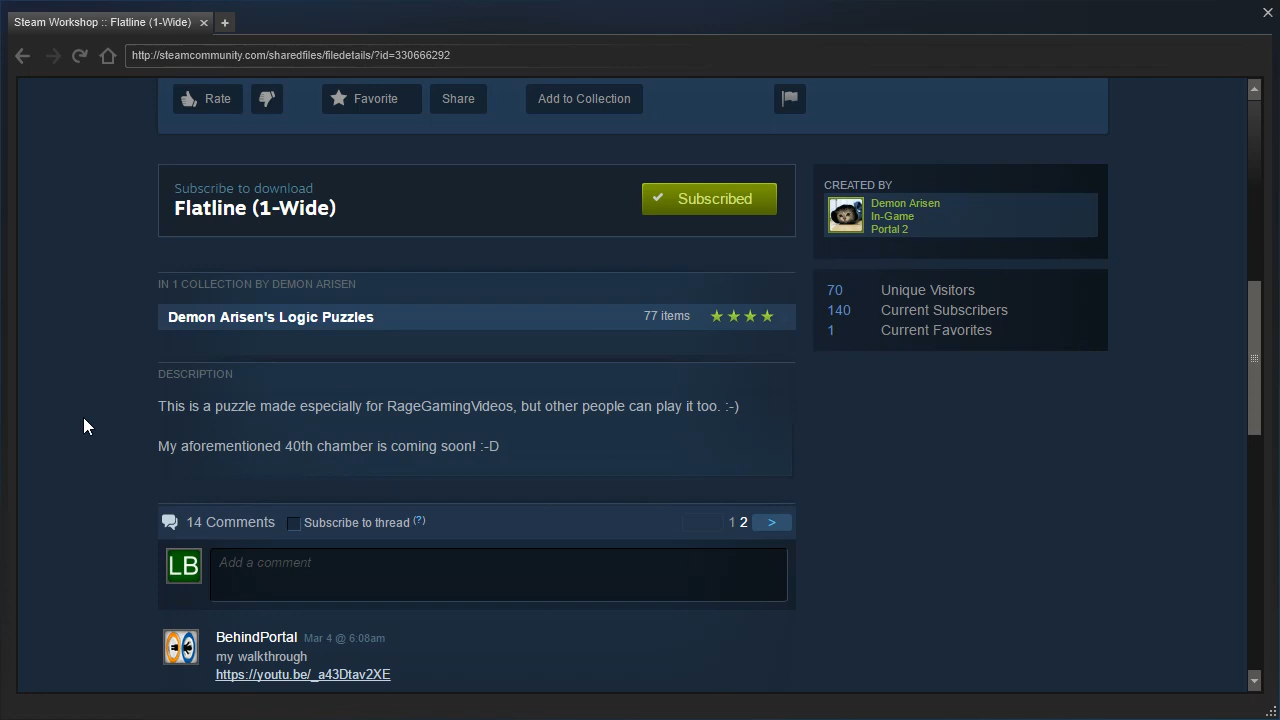 Steam Workshop :: Flatline (1-Wide)
http://steamcommunity.com/sharedfiles/filedetails/?id=330666292
Rate
Favorite
Share
Add to Collection
Subscribe to download
Flatline (1-Wide)
Subscribed
CREATED BY
Demon Arisen
In-Game
Portal 2
70 Unique Visitors
140 Current Subscribers
1 Current Favorites
IN 1 COLLECTION BY DEMON ARISEN
Demon Arisen's Logic Puzzles 77 items
DESCRIPTION
This is a puzzle made especially for RageGamingVideos, but other people can play it too. :-)
My aforementioned 40th chamber is coming soon! :-D
14 Comments Subscribe to thread (?) 1 2 >
LB Add a comment
BehindPortal Mar 4 @ 6:08am
my walkthrough
https://youtu.be/_a43Dtav2XE